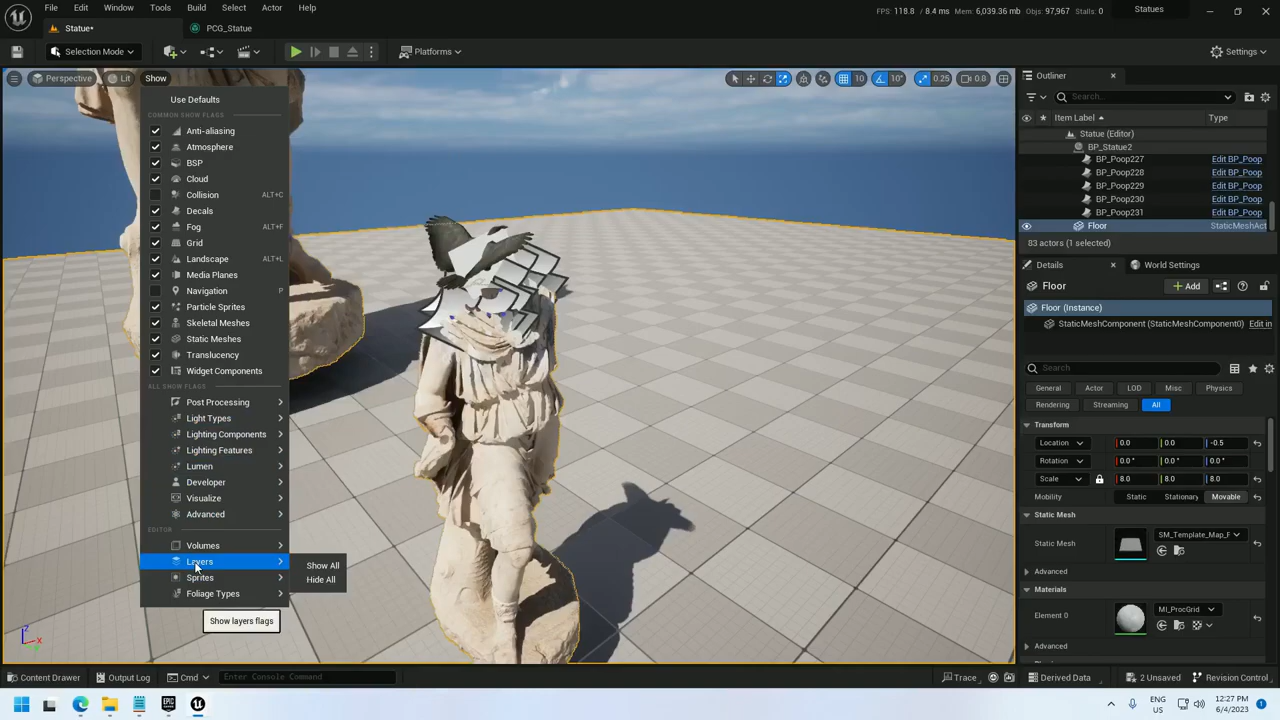 File Edit Window Tools Build Select Actor Help
FPS: 118.8 / 8.4 ms Mem: 6,039.36 mb Objs: 97,967 Stalls: 0
Statues
Statue*
PCG_Statue
Selection Mode
Platforms
Settings
Perspective
Lit
Show
10
10°
0.25
0.8
Use Defaults
COMMON SHOW FLAGS
Anti-aliasing
Atmosphere
BSP
Cloud
Collision ALT+C
Decals
Fog ALT+F
Grid
Landscape ALT+L
Media Planes
Navigation P
Particle Sprites
Skeletal Meshes
Static Meshes
Translucency
Widget Components
ALL SHOW FLAGS
Post Processing
Light Types
Lighting Components
Lighting Features
Lumen
Developer
Visualize
Advanced
EDITOR
Volumes
Layers
Sprites
Foliage Types
Show All
Hide All
Show layers flags
Z
X
Outliner
Search...
Item Label Type
Statue (Editor)
BP_Statue2
BP_Poop227 Edit BP_Poop
BP_Poop228 Edit BP_Poop
BP_Poop229 Edit BP_Poop
BP_Poop230 Edit BP_Poop
BP_Poop231 Edit BP_Poop
Floor StaticMeshAct
83 actors (1 selected)
Details
World Settings
Floor
Add
Floor (Instance)
StaticMeshComponent (StaticMeshComponent0) Edit in
Search
General Actor LOD Misc Physics
Rendering Streaming All
Transform
Location 0.0 0.0 -0.5
Rotation 0.0 ° 0.0 ° 0.0 °
Scale 8.0 8.0 8.0
Mobility Static Stationary Movable
Static Mesh
Static Mesh SM_Template_Map_F
Advanced
Materials
Element 0 MI_ProcGrid
Advanced
Content Drawer
Output Log
Cmd
Enter Console Command
Trace
Derived Data
2 Unsaved
Revision Control
ENG
US
12:27 PM
6/4/2023